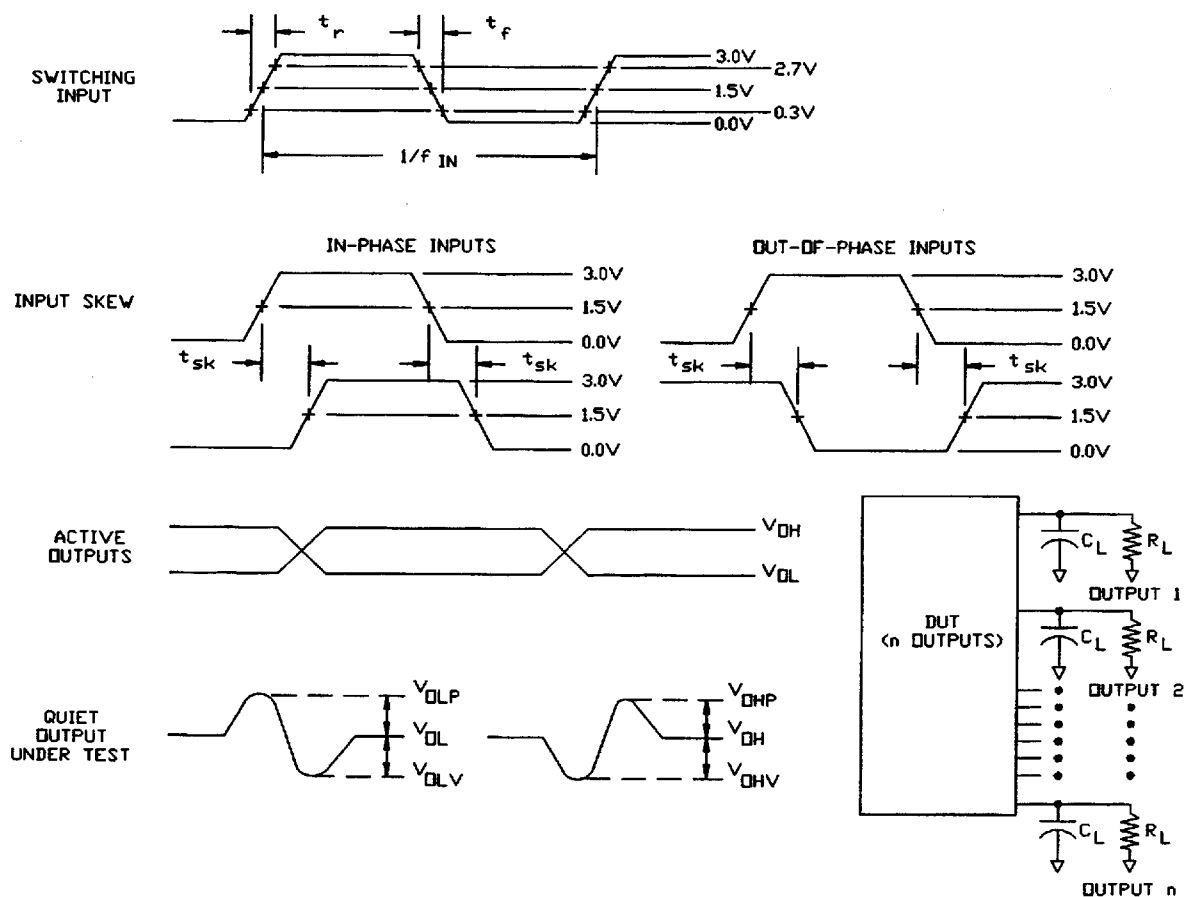 t_r
t_f
SWITCHING
INPUT
3.0V
2.7V
1.5V
0.3V
0.0V
1/f_IN
IN-PHASE INPUTS
OUT-OF-PHASE INPUTS
INPUT SKEW
3.0V
1.5V
0.0V
t_sk
t_sk
3.0V
1.5V
0.0V
3.0V
1.5V
0.0V
t_sk
t_sk
3.0V
1.5V
0.0V
ACTIVE
OUTPUTS
V_OH
V_OL
DUT
(n OUTPUTS)
C_L
R_L
OUTPUT 1
C_L
R_L
OUTPUT 2
C_L
R_L
OUTPUT n
QUIET
OUTPUT
UNDER TEST
V_OLP
V_OL
V_OLV
V_OHP
V_OH
V_OHV